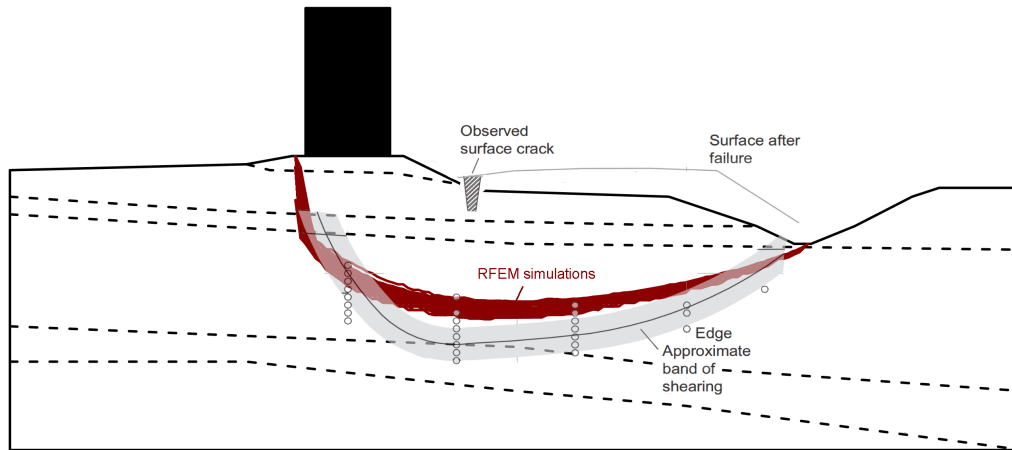 Observed
surface crack
Surface after
failure
RFEM simulations
Edge
Approximate
band of
shearing